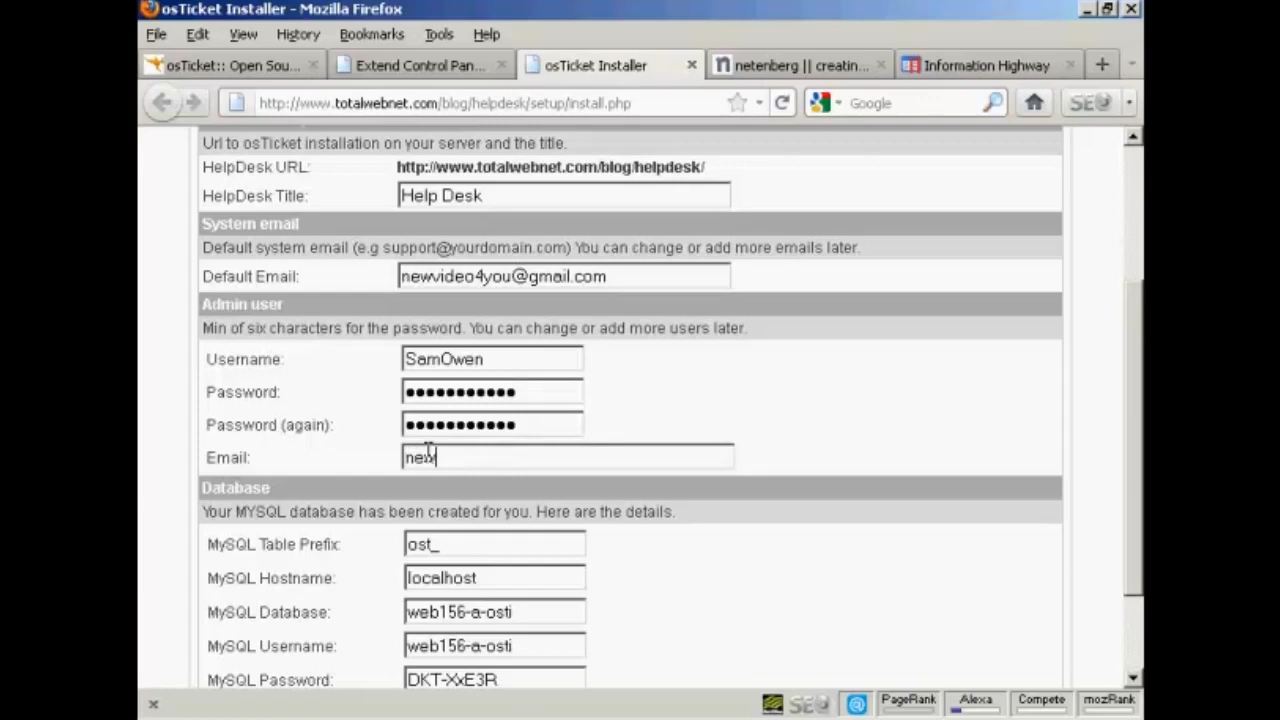 osTicket Installer - Mozilla Firefox
File Edit View History Bookmarks Tools Help
osTicket:: Open Sou... Extend Control Pan... osTicket Installer netenberg || creatin... Information Highway
http://www.totalwebnet.com/blog/helpdesk/setup/install.php Google SEO
Url to osTicket installation on your server and the title.
HelpDesk URL: http://www.totalwebnet.com/blog/helpdesk/
HelpDesk Title: Help Desk
System email
Default system email (e.g support@yourdomain.com) You can change or add more emails later.
Default Email: newvideo4you@gmail.com
Admin user
Min of six characters for the password. You can change or add more users later.
Username: SamOwen
Password: ●●●●●●●●●●●
Password (again): ●●●●●●●●●●●
Email: new
Database
Your MYSQL database has been created for you. Here are the details.
MySQL Table Prefix: ost_
MySQL Hostname: localhost
MySQL Database: web156-a-osti
MySQL Username: web156-a-osti
MySQL Password: DKT-XxE3R
SEO PageRank Alexa Compete mozRank